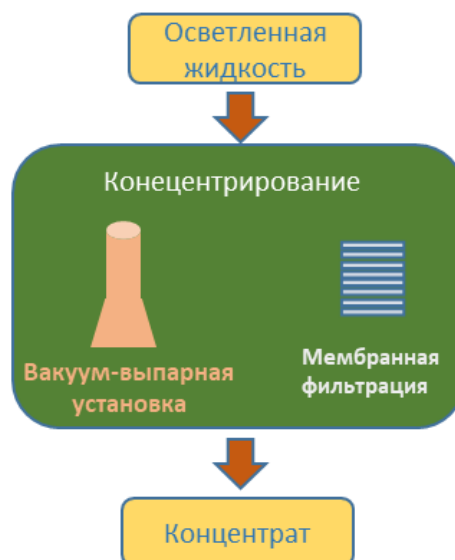 Осветленная
жидкость
Конецентрирование
Вакуум-выпарная
установка
Мембранная
фильтрация
Концентрат